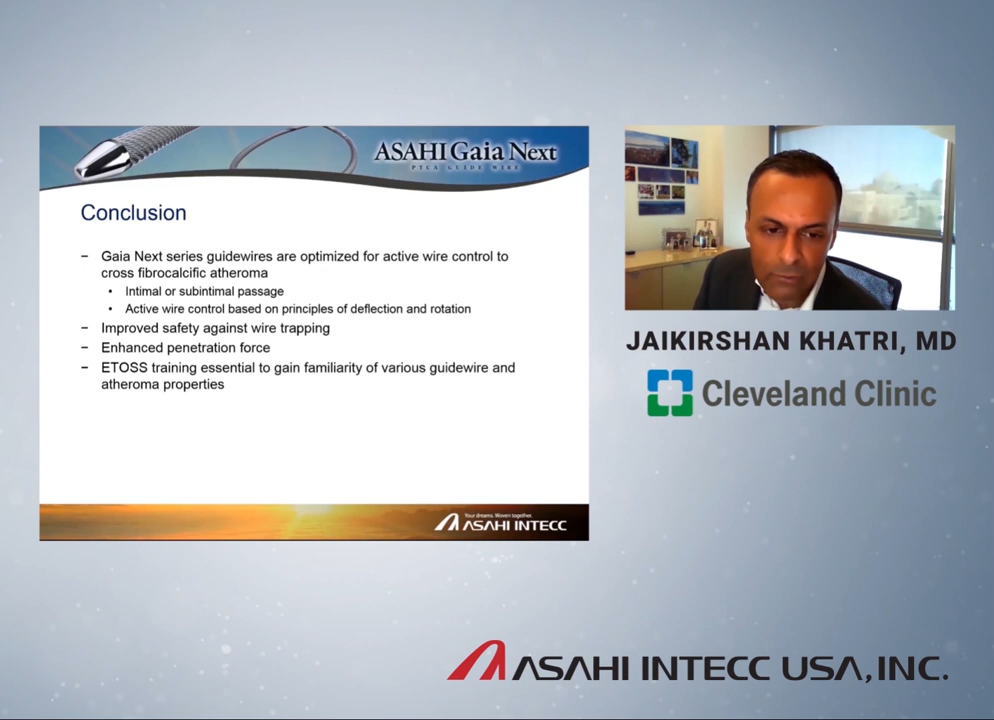 ASAHI Gaia Next
PTCA GUIDE WIRE
Conclusion
− Gaia Next series guidewires are optimized for active wire control to
cross fibrocalcific atheroma
• Intimal or subintimal passage
• Active wire control based on principles of deflection and rotation
− Improved safety against wire trapping
− Enhanced penetration force
− ETOSS training essential to gain familiarity of various guidewire and
atheroma properties
Your dreams. Woven together.
ASAHI INTECC
JAIKIRSHAN KHATRI, MD
Cleveland Clinic
ASAHI INTECC USA, INC.